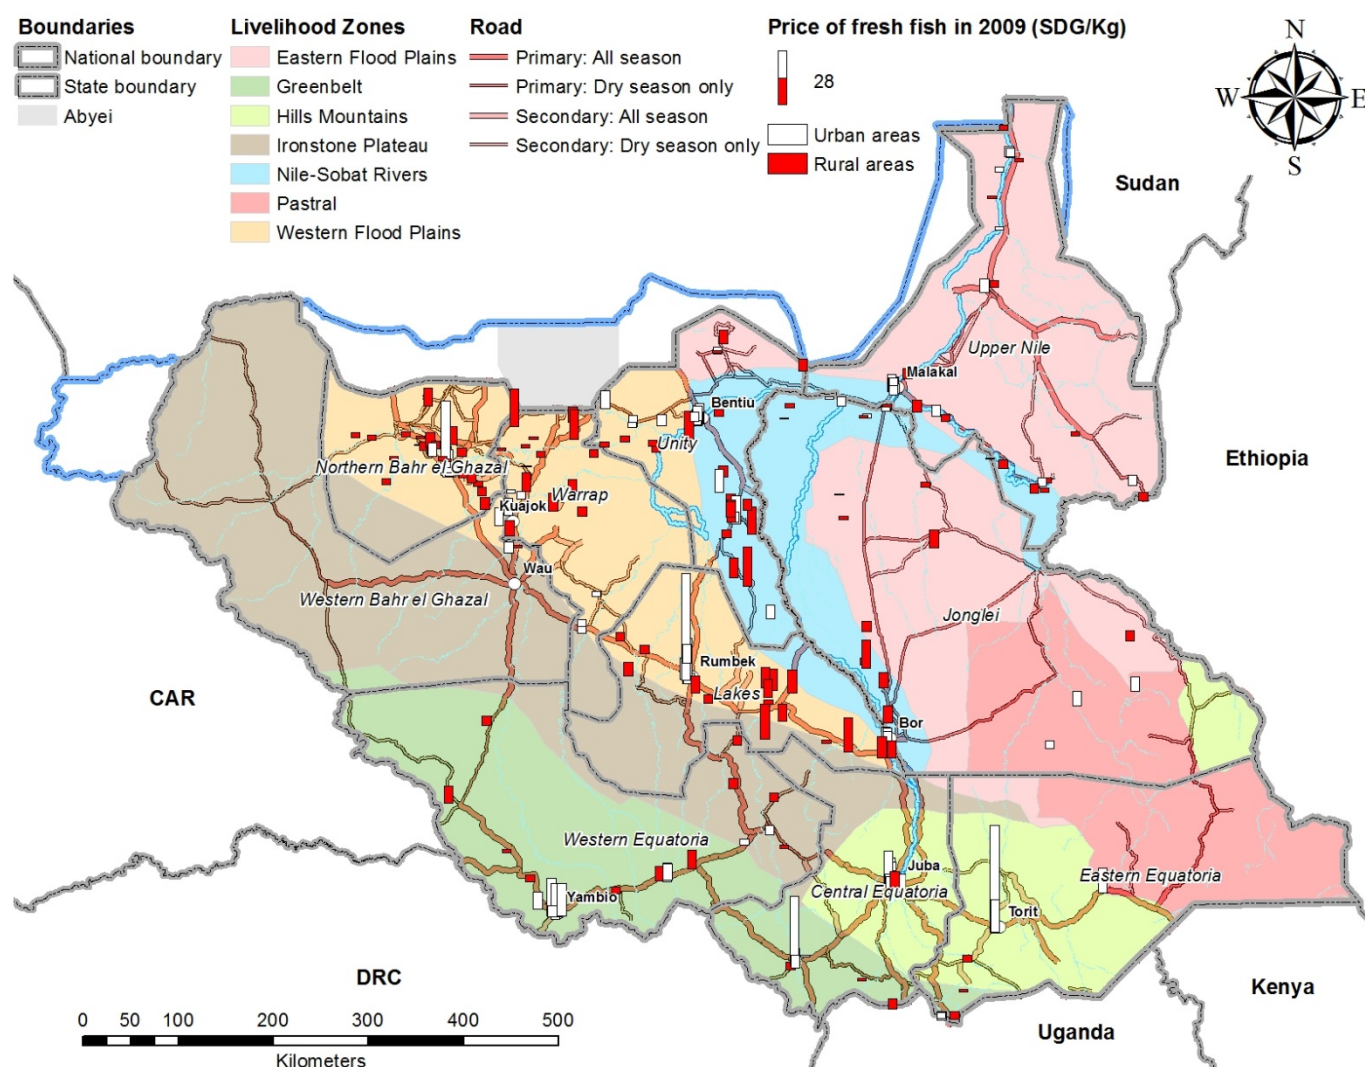 Boundaries
National boundary
State boundary
Abyei
Livelihood Zones
Eastern Flood Plains
Greenbelt
Hills Mountains
Ironstone Plateau
Nile-Sobat Rivers
Pastral
Western Flood Plains
Road
Primary: All season
Primary: Dry season only
Secondary: All season
Secondary: Dry season only
Price of fresh fish in 2009 (SDG/Kg)
28
Urban areas
Rural areas
N
W E
S
Sudan
Upper Nile
Malakal
Bentiu
Unity
Ethiopia
Northern Bahr el Ghazal
Warrap
Kuajok
Wau
Western Bahr el Ghazal
Jonglei
Rumbek
Lakes
CAR
Bor
Western Equatoria
Juba
Central Equatoria
Eastern Equatoria
Yambio
Torit
DRC
Kenya
Uganda
0 50 100 200 300 400 500
Kilometers